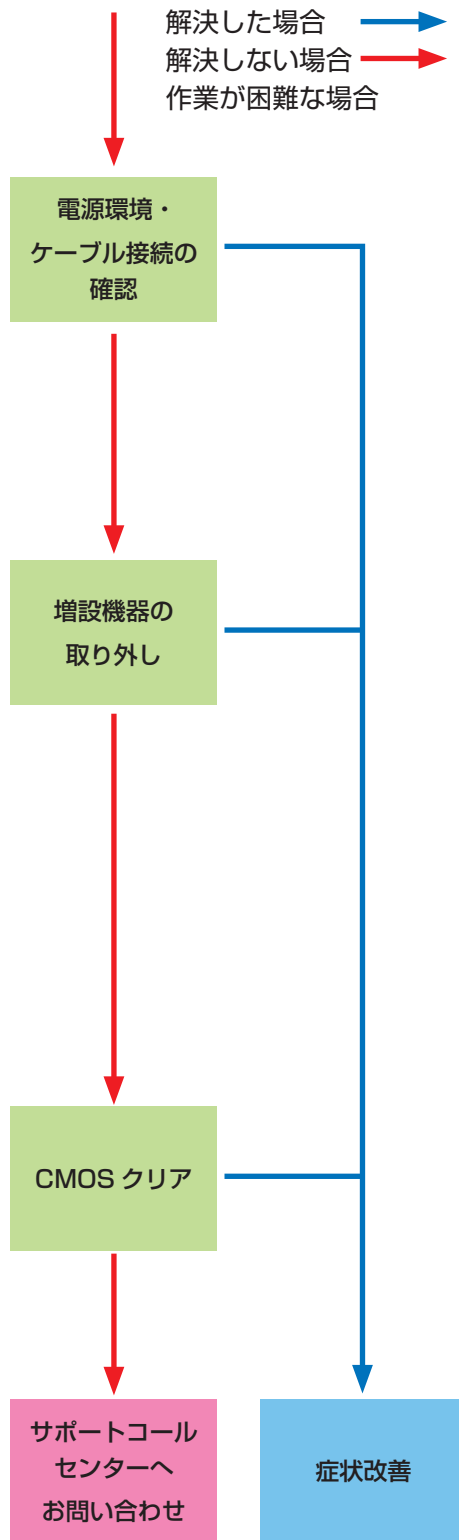 解決した場合
解決しない場合
作業が困難な場合
電源環境・
ケーブル接続の
確認
増設機器の
取り外し
CMOS クリア
サポートコール
センターへ
お問い合わせ
症状改善